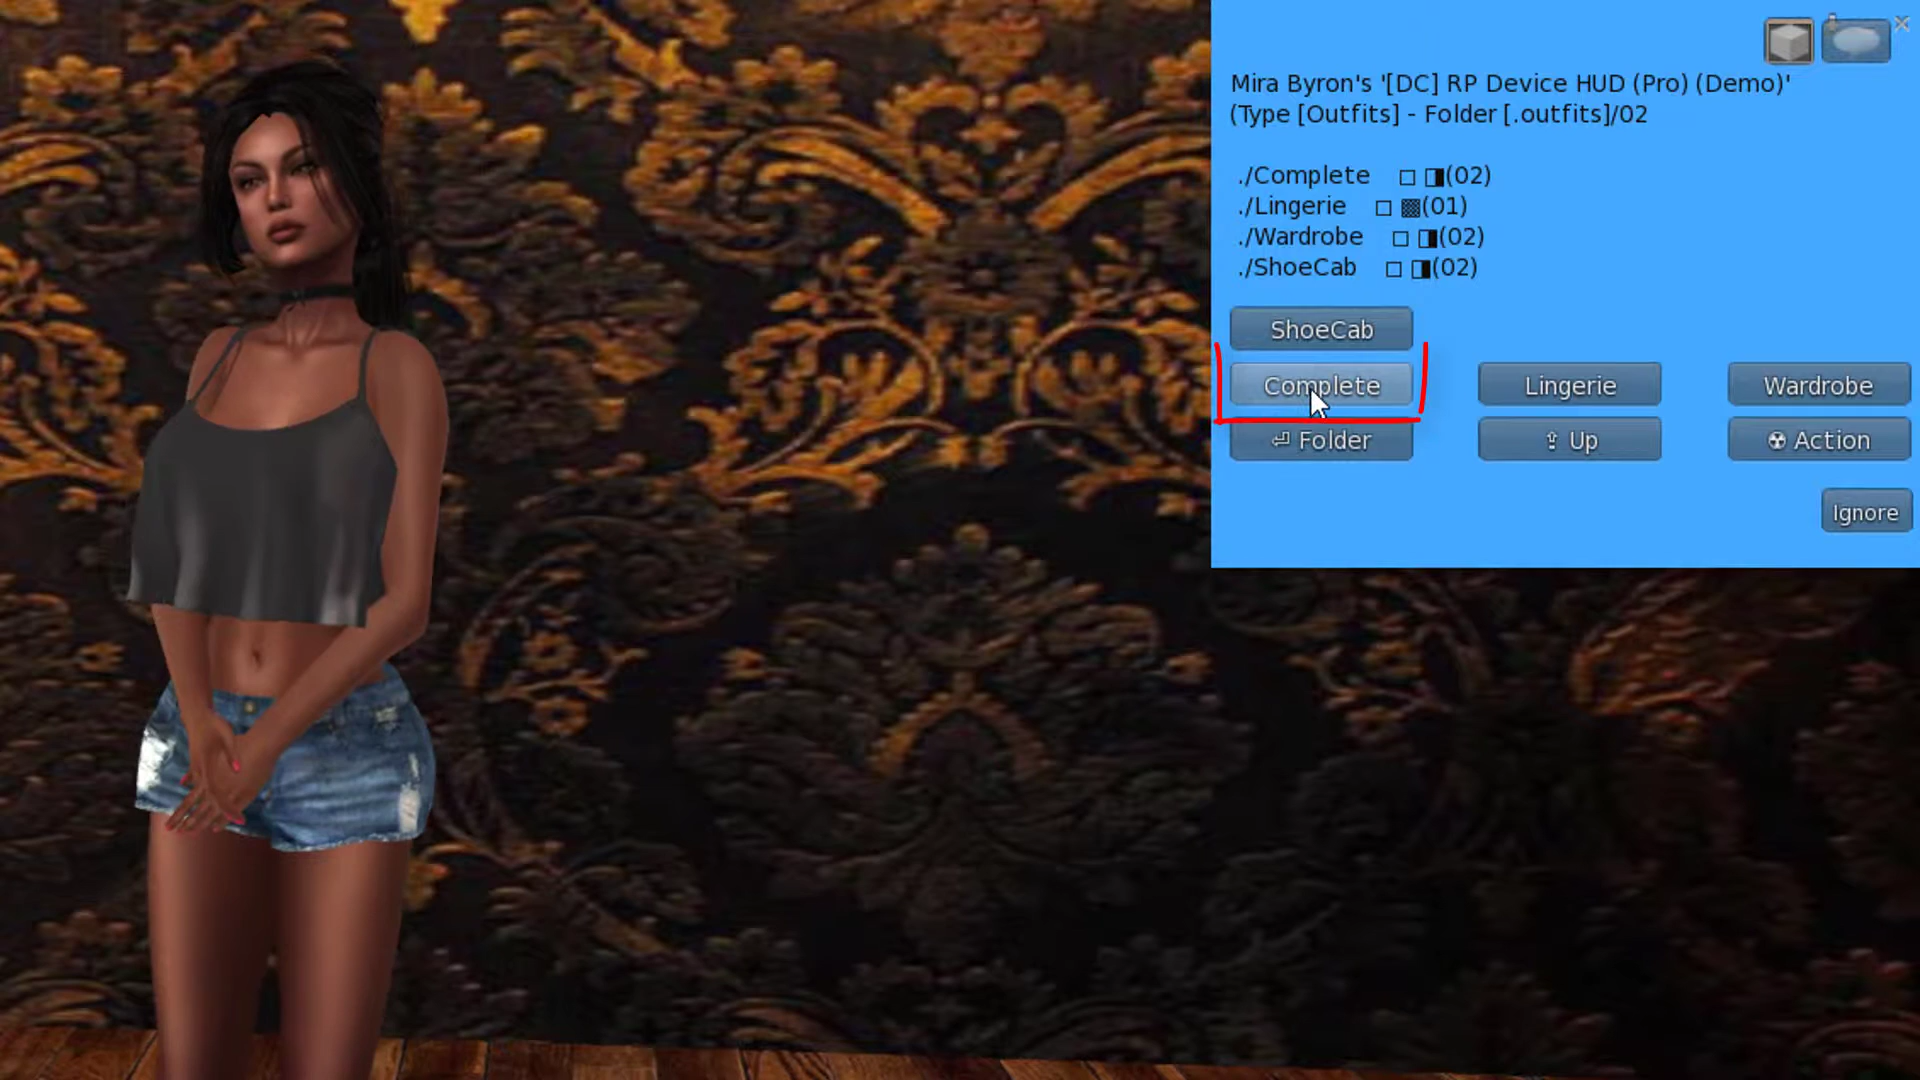 Mira Byron's '[DC] RP Device HUD (Pro) (Demo)'
(Type [Outfits] - Folder [.outfits]/02
./Complete □ ◨(02)
./Lingerie □ ▩(01)
./Wardrobe □ ◨(02)
./ShoeCab □ ◨(02)
ShoeCab
Complete Lingerie Wardrobe
⏎ Folder ⇪ Up ☢ Action
Ignore